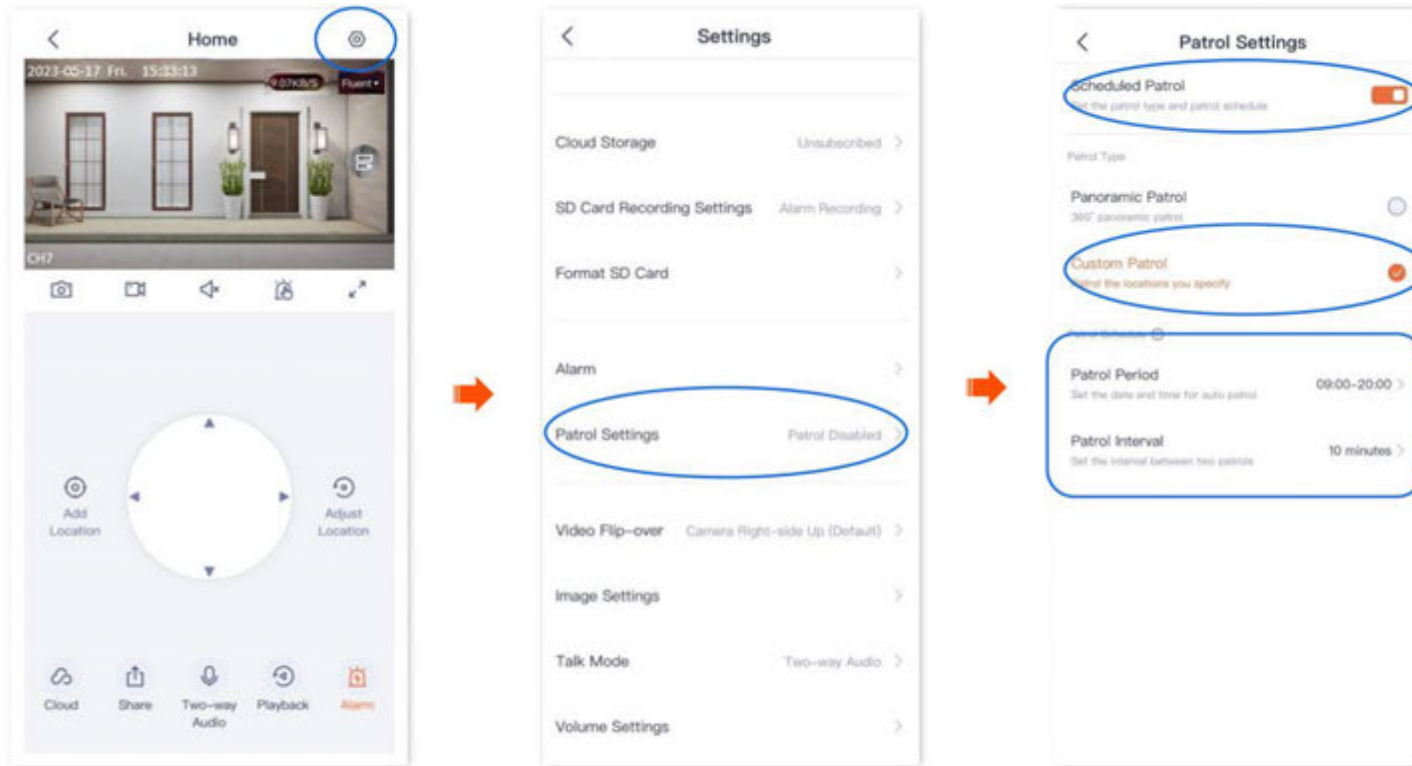 Home
2023-05-17 Fri. 15:33:13
9.07KB/S
Fluent
CH7
Add
Location
Adjust
Location
Cloud
Share
Two-way
Audio
Playback
Alarm
Settings
Cloud Storage
Unsubscribed
SD Card Recording Settings
Alarm Recording
Format SD Card
Alarm
Patrol Settings
Patrol Disabled
Video Flip-over
Camera Right-side Up (Default)
Image Settings
Talk Mode
Two-way Audio
Volume Settings
Patrol Settings
Scheduled Patrol
Set the patrol type and patrol schedule
Patrol Type
Panoramic Patrol
360° panoramic patrol
Custom Patrol
Patrol the locations you specify
Patrol Schedule
Patrol Period
09:00-20:00
Set the date and time for auto patrol
Patrol Interval
10 minutes
Set the interval between two patrols